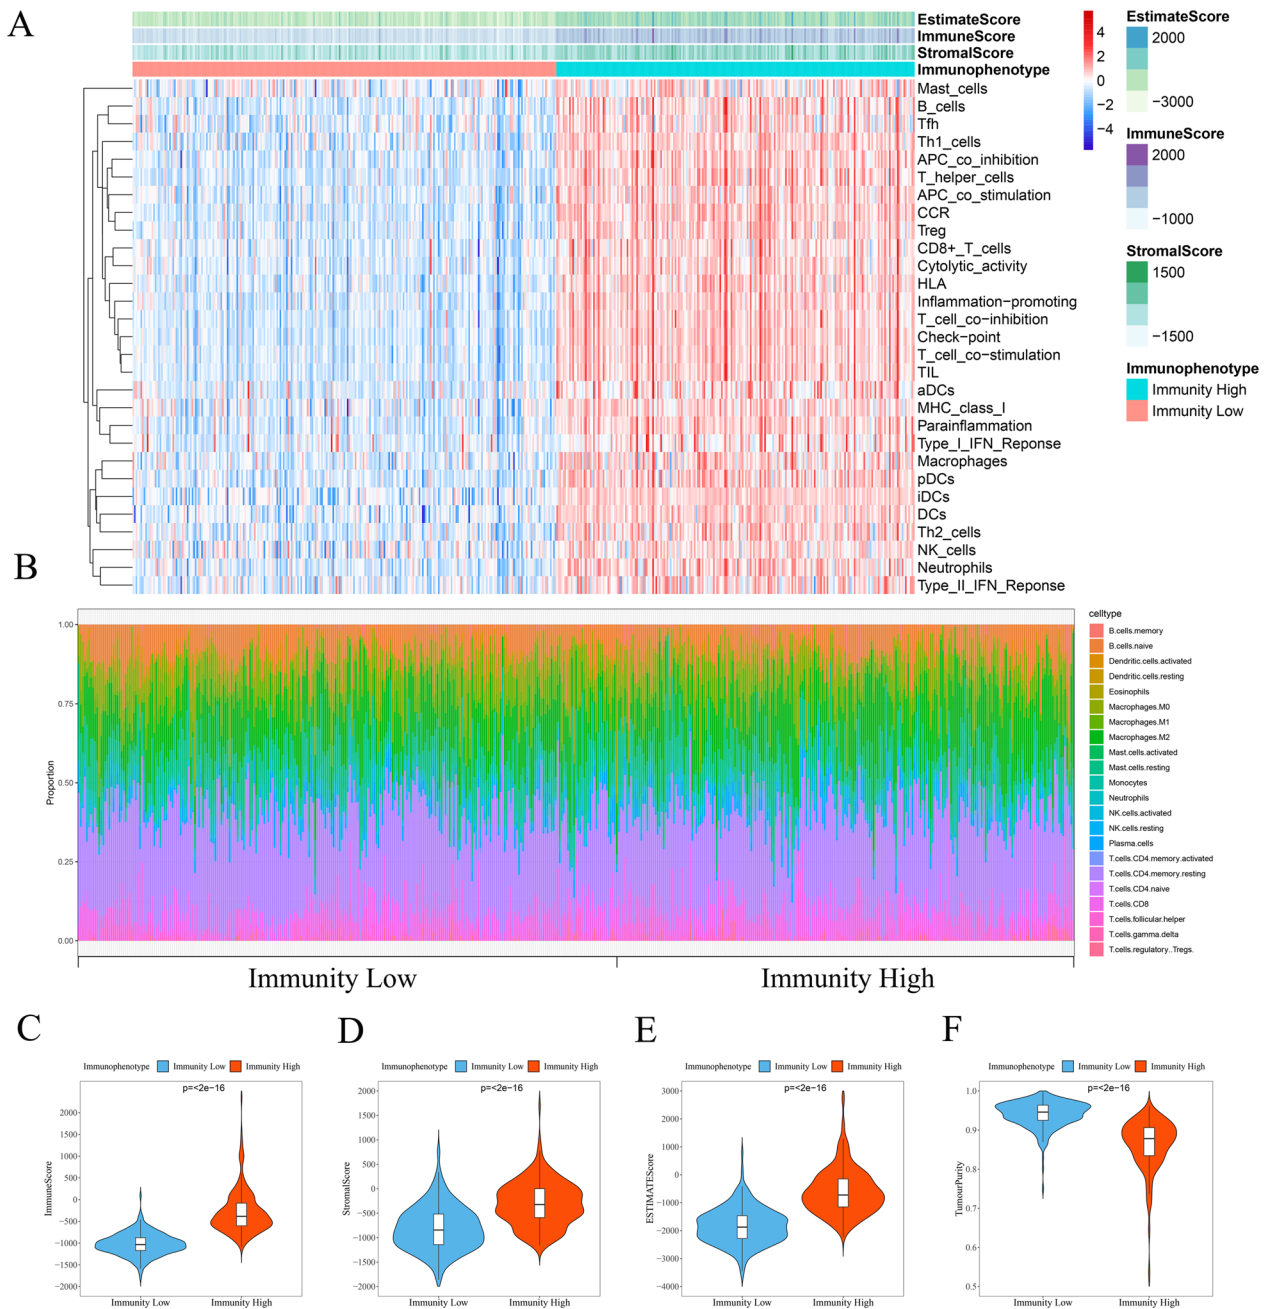 A
EstimateScore
ImmuneScore
StromalScore
Immunophenotype
Mast_cells
B_cells
Tfh
Th1_cells
APC_co_inhibition
T_helper_cells
APC_co_stimulation
CCR
Treg
CD8+_T_cells
Cytolytic_activity
HLA
Inflammation−promoting
T_cell_co−inhibition
Check−point
T_cell_co−stimulation
TIL
aDCs
MHC_class_I
Parainflammation
Type_I_IFN_Reponse
Macrophages
pDCs
iDCs
DCs
Th2_cells
NK_cells
Neutrophils
Type_II_IFN_Reponse
4
2
0
−2
−4
EstimateScore
2000
−3000
ImmuneScore
2000
−1000
StromalScore
1500
−1500
Immunophenotype
Immunity High
Immunity Low
B
Proportion
1.00
0.75
0.50
0.25
0.00
Immunity Low
Immunity High
celltype
B.cells.memory
B.cells.naive
Dendritic.cells.activated
Dendritic.cells.resting
Eosinophils
Macrophages.M0
Macrophages.M1
Macrophages.M2
Mast.cells.activated
Mast.cells.resting
Monocytes
Neutrophils
NK.cells.activated
NK.cells.resting
Plasma.cells
T.cells.CD4.memory.activated
T.cells.CD4.memory.resting
T.cells.CD4.naive
T.cells.CD8
T.cells.follicular.helper
T.cells.gamma.delta
T.cells.regulatory..Tregs.
C
Immunophenotype Immunity Low Immunity High
p=<2e−16
ImmuneScore
2000
1500
1000
500
0
−500
−1000
−1500
−2000
Immunity Low Immunity High
D
Immunophenotype Immunity Low Immunity High
p=<2e−16
StromalScore
2000
1500
1000
500
0
−500
−1000
−1500
−2000
Immunity Low Immunity High
E
Immunophenotype Immunity Low Immunity High
p=<2e−16
ESTIMATEScore
3000
2000
1000
0
−1000
−2000
−3000
−4000
Immunity Low Immunity High
F
Immunophenotype Immunity Low Immunity High
p=<2e−16
TumourPurity
1.0
0.9
0.8
0.7
0.6
0.5
Immunity Low Immunity High